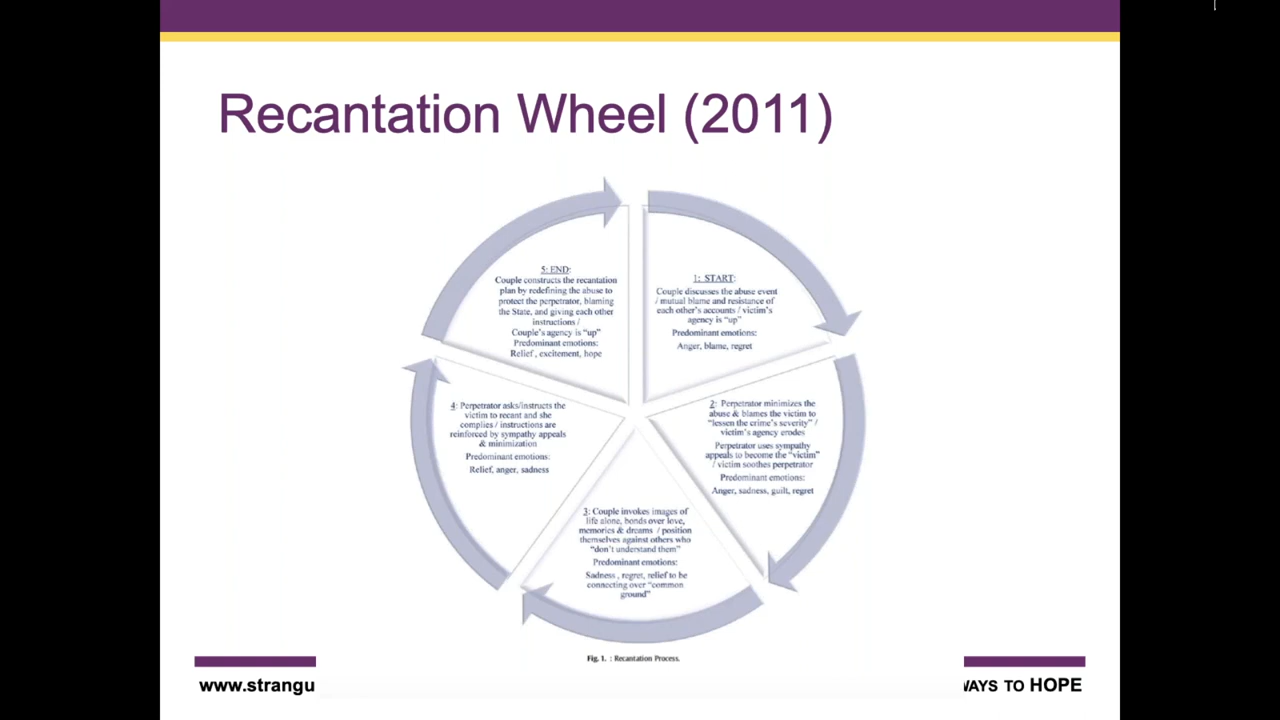 Recantation Wheel (2011)
5: END:
Couple constructs the recantation
plan by redefining the abuse to
protect the perpetrator, blaming
the State, and giving each other
instructions /
Couple's agency is "up"
Predominant emotions:
Relief, excitement, hope
1: START:
Couple discusses the abuse event
/ mutual blame and resistance of
each other's accounts / victim's
agency is "up"
Predominant emotions:
Anger, blame, regret
2: Perpetrator minimizes the
abuse & blames the victim to
"lessen the crime's severity" /
victim's agency erodes
Perpetrator uses sympathy
appeals to become the "victim"
/ victim soothes perpetrator
Predominant emotions:
Anger, sadness, guilt, regret
3: Couple invokes images of
life alone, bonds over love,
memories & dreams / position
themselves against others who
"don't understand them"
Predominant emotions:
Sadness , regret, relief to be
connecting over "common
ground"
4: Perpetrator asks/instructs the
victim to recant and she
complies / instructions are
reinforced by sympathy appeals
& minimization
Predominant emotions:
Relief, anger, sadness
Fig. 1. : Recantation Process.
www.strangu
WAYS TO HOPE